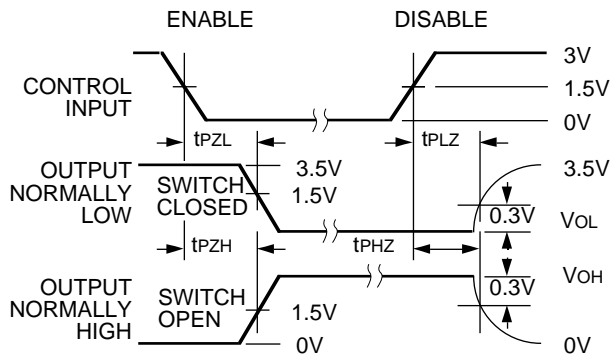 ENABLE
DISABLE
CONTROL
INPUT
3V
1.5V
0V
tPZL
tPLZ
OUTPUT
NORMALLY
LOW
SWITCH
CLOSED
3.5V
1.5V
3.5V
0.3V
VOL
tPZH
tPHZ
OUTPUT
NORMALLY
HIGH
SWITCH
OPEN
1.5V
0V
VOH
0.3V
0V